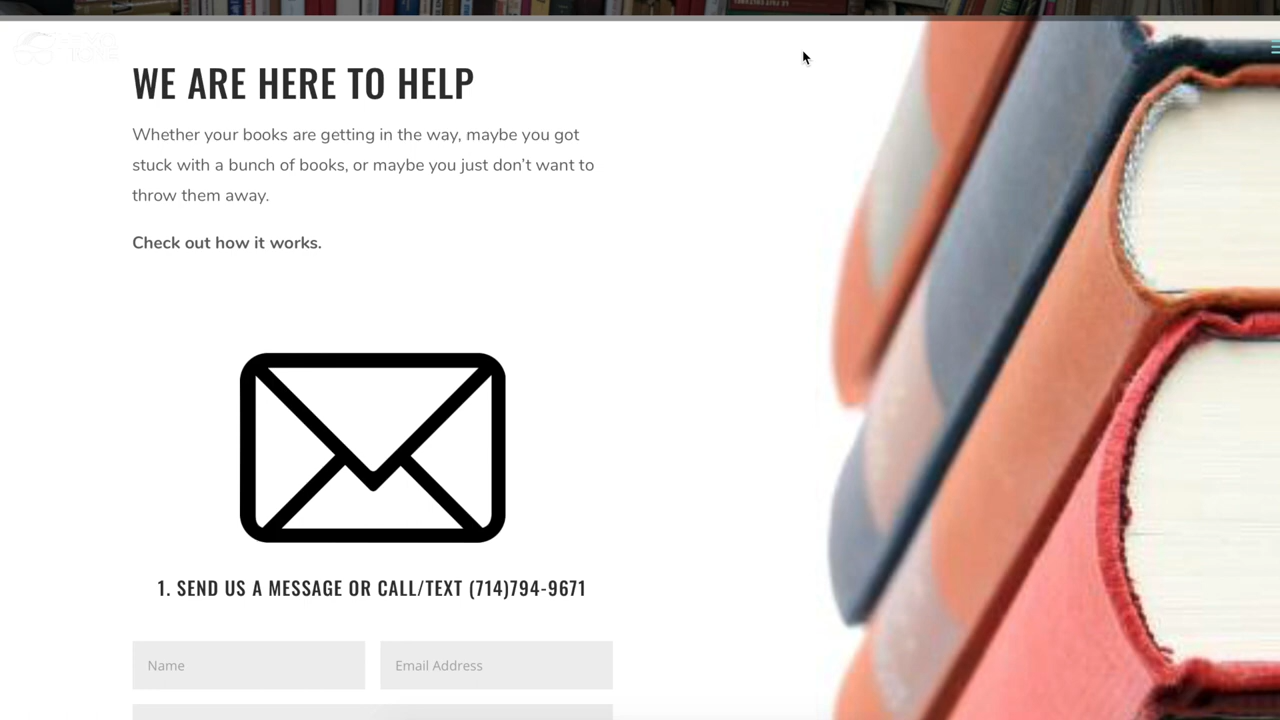 WE ARE HERE TO HELP
Whether your books are getting in the way, maybe you got
stuck with a bunch of books, or maybe you just don’t want to
throw them away.
Check out how it works.
1. SEND US A MESSAGE OR CALL/TEXT (714)794-9671
Name
Email Address